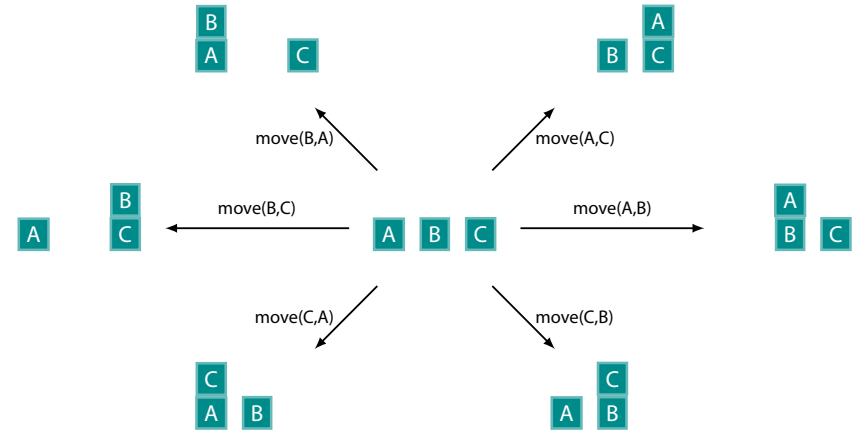 B
A C
A
B C
move(B,A)
move(A,C)
B
A C
move(B,C)
A B C
move(A,B)
A
B C
move(C,A)
move(C,B)
C
A B
C
A B